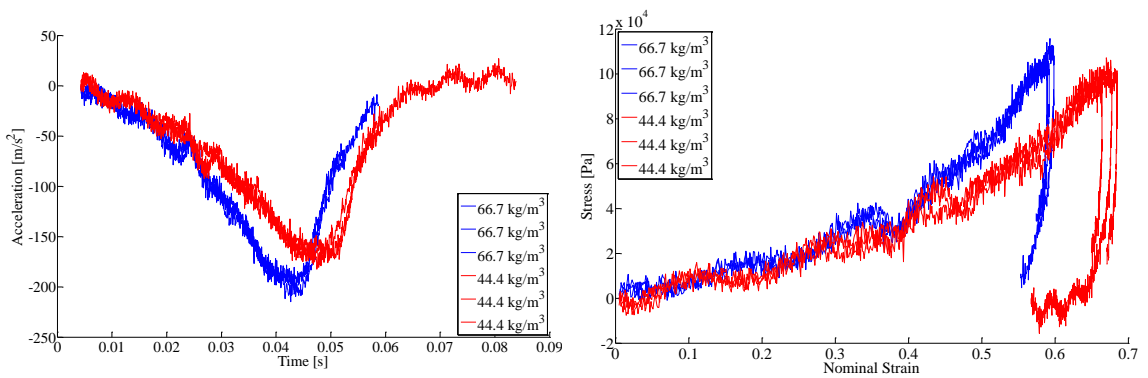 50
0
-50
-100
-150
-200
-250
Acceleration [m/s²]
0 0.01 0.02 0.03 0.04 0.05 0.06 0.07 0.08 0.09
Time [s]
66.7 kg/m³
66.7 kg/m³
66.7 kg/m³
44.4 kg/m³
44.4 kg/m³
44.4 kg/m³
x 10⁴
12
10
8
6
4
2
0
-2
Stress [Pa]
0 0.1 0.2 0.3 0.4 0.5 0.6 0.7
Nominal Strain
66.7 kg/m³
66.7 kg/m³
66.7 kg/m³
44.4 kg/m³
44.4 kg/m³
44.4 kg/m³